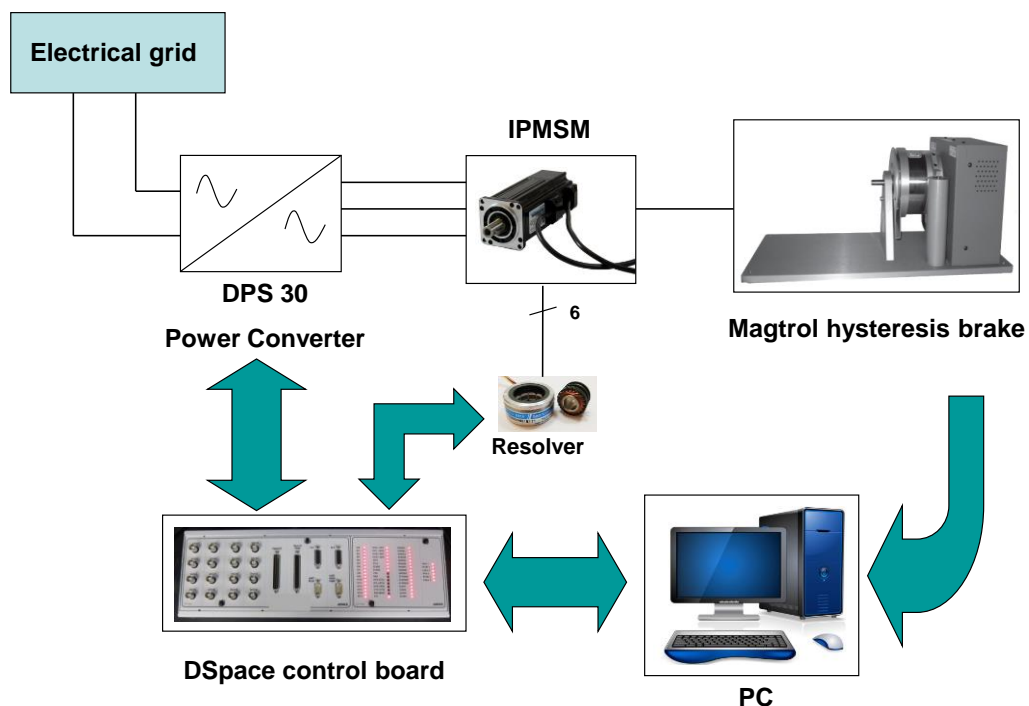 Electrical grid
IPMSM
DPS 30
Power Converter
6
Magtrol hysteresis brake
Resolver
DSpace control board
PC